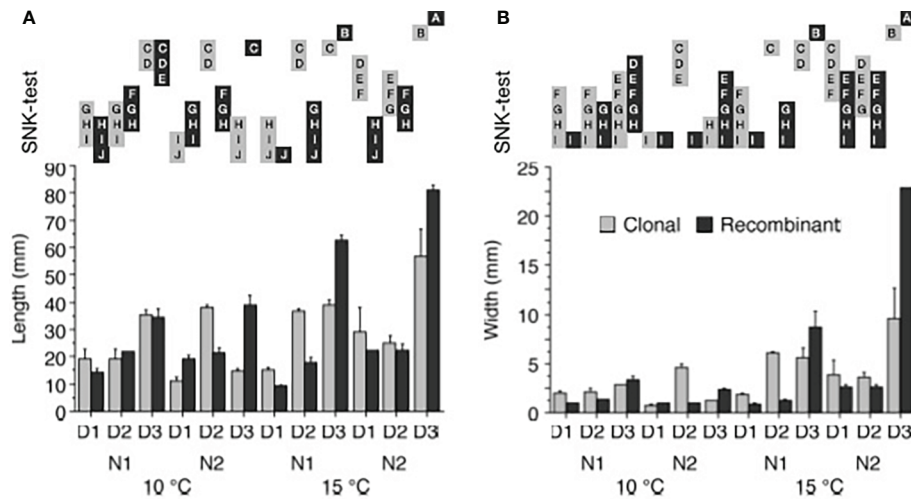 A
SNK-test
G H I
H I J
G H I
F G H
C D
C D E
I J
G H I
C D
F G H
H I J
C
H I J
J
C D
G H I J
C
B
D E F
H I J
E F G
F G H
B
A
Length (mm)
90
80
70
60
50
40
30
20
10
0
D1 D2 D3 D1 D2 D3 D1 D2 D3 D1 D2 D3
N1 N2 N1 N2
10 °C 15 °C
B
SNK-test
F G H I
I
F G H I
G H I
E F G H I
D E F G H
I
I
C D E
I
H I
E F G H I
F G H I
I
C
G H I
C D
B
C D E F
E F G H I
D E F G
E F G H I
B
A
Clonal Recombinant
Width (mm)
25
20
15
10
5
0
D1 D2 D3 D1 D2 D3 D1 D2 D3 D1 D2 D3
N1 N2 N1 N2
10 °C 15 °C